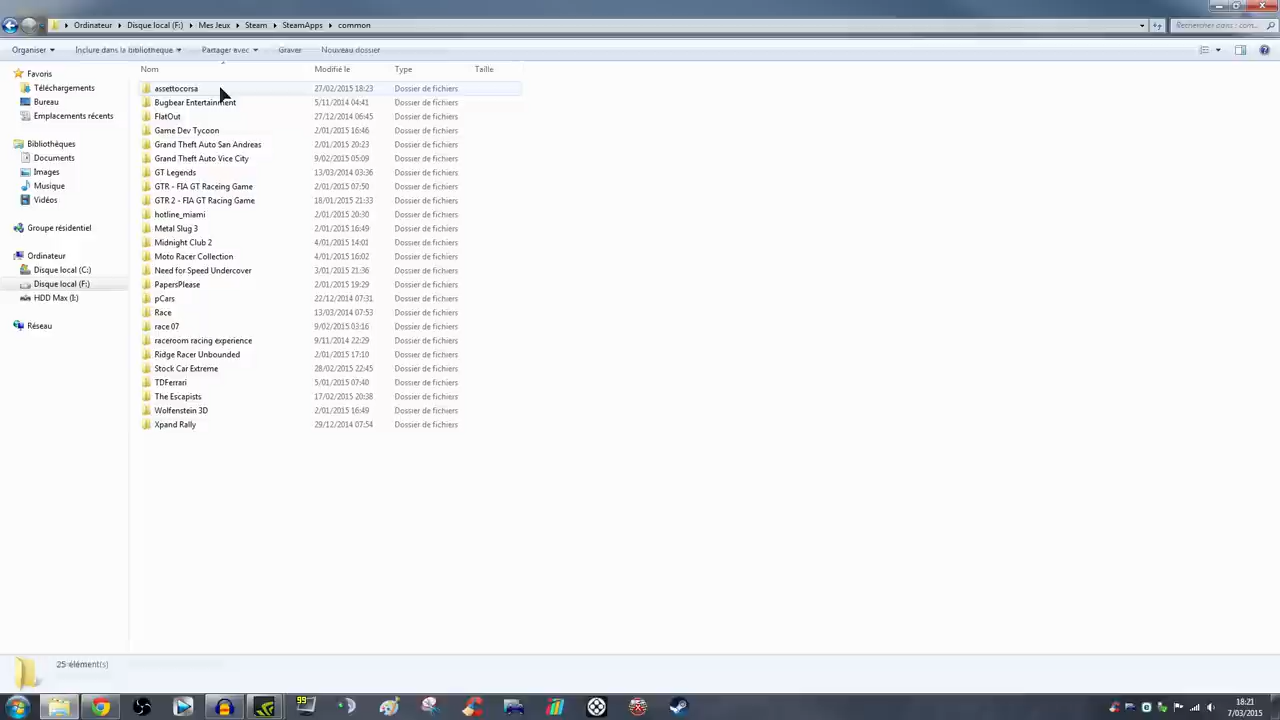 Ordinateur ▸ Disque local (F:) ▸ Mes Jeux ▸ Steam ▸ SteamApps ▸ common
Rechercher dans : com...
Organiser Inclure dans la bibliothèque Partager avec Graver Nouveau dossier
Nom Modifié le Type Taille
Favoris
Téléchargements
Bureau
Emplacements récents
Bibliothèques
Documents
Images
Musique
Vidéos
Groupe résidentiel
Ordinateur
Disque local (C:)
Disque local (F:)
HDD Max (I:)
Réseau
assettocorsa 27/02/2015 18:23 Dossier de fichiers
Bugbear Entertainment 5/11/2014 04:41 Dossier de fichiers
FlatOut 27/12/2014 06:45 Dossier de fichiers
Game Dev Tycoon 2/01/2015 16:46 Dossier de fichiers
Grand Theft Auto San Andreas 2/01/2015 20:23 Dossier de fichiers
Grand Theft Auto Vice City 9/02/2015 05:09 Dossier de fichiers
GT Legends 13/03/2014 03:36 Dossier de fichiers
GTR - FIA GT Raceing Game 2/01/2015 07:50 Dossier de fichiers
GTR 2 - FIA GT Racing Game 18/01/2015 21:33 Dossier de fichiers
hotline_miami 2/01/2015 20:30 Dossier de fichiers
Metal Slug 3 2/01/2015 16:49 Dossier de fichiers
Midnight Club 2 4/01/2015 14:01 Dossier de fichiers
Moto Racer Collection 4/01/2015 16:02 Dossier de fichiers
Need for Speed Undercover 3/01/2015 21:36 Dossier de fichiers
PapersPlease 2/01/2015 19:29 Dossier de fichiers
pCars 22/12/2014 07:31 Dossier de fichiers
Race 13/03/2014 07:53 Dossier de fichiers
race 07 9/02/2015 03:16 Dossier de fichiers
raceroom racing experience 9/11/2014 22:29 Dossier de fichiers
Ridge Racer Unbounded 2/01/2015 17:10 Dossier de fichiers
Stock Car Extreme 28/02/2015 22:45 Dossier de fichiers
TDFerrari 5/01/2015 07:40 Dossier de fichiers
The Escapists 17/02/2015 20:38 Dossier de fichiers
Wolfenstein 3D 2/01/2015 16:49 Dossier de fichiers
Xpand Rally 29/12/2014 07:54 Dossier de fichiers
25 élément(s)
99
18:21
7/03/2015